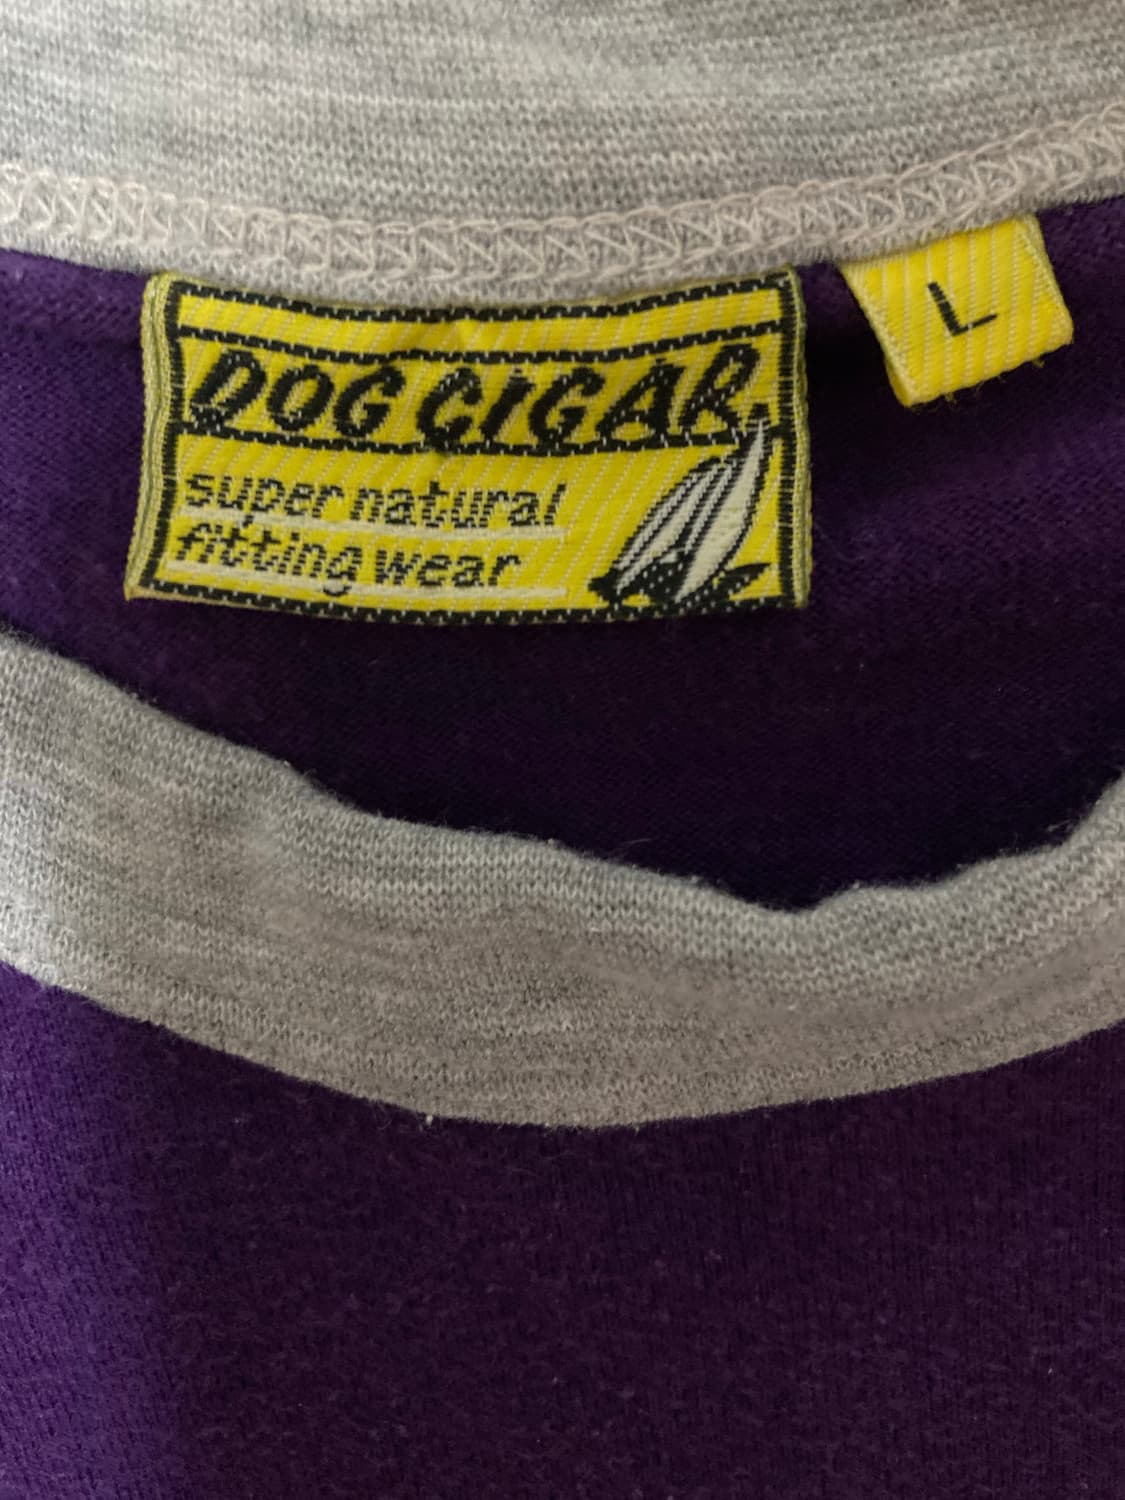 DOG CIGAR
super natural
fitting wear
L